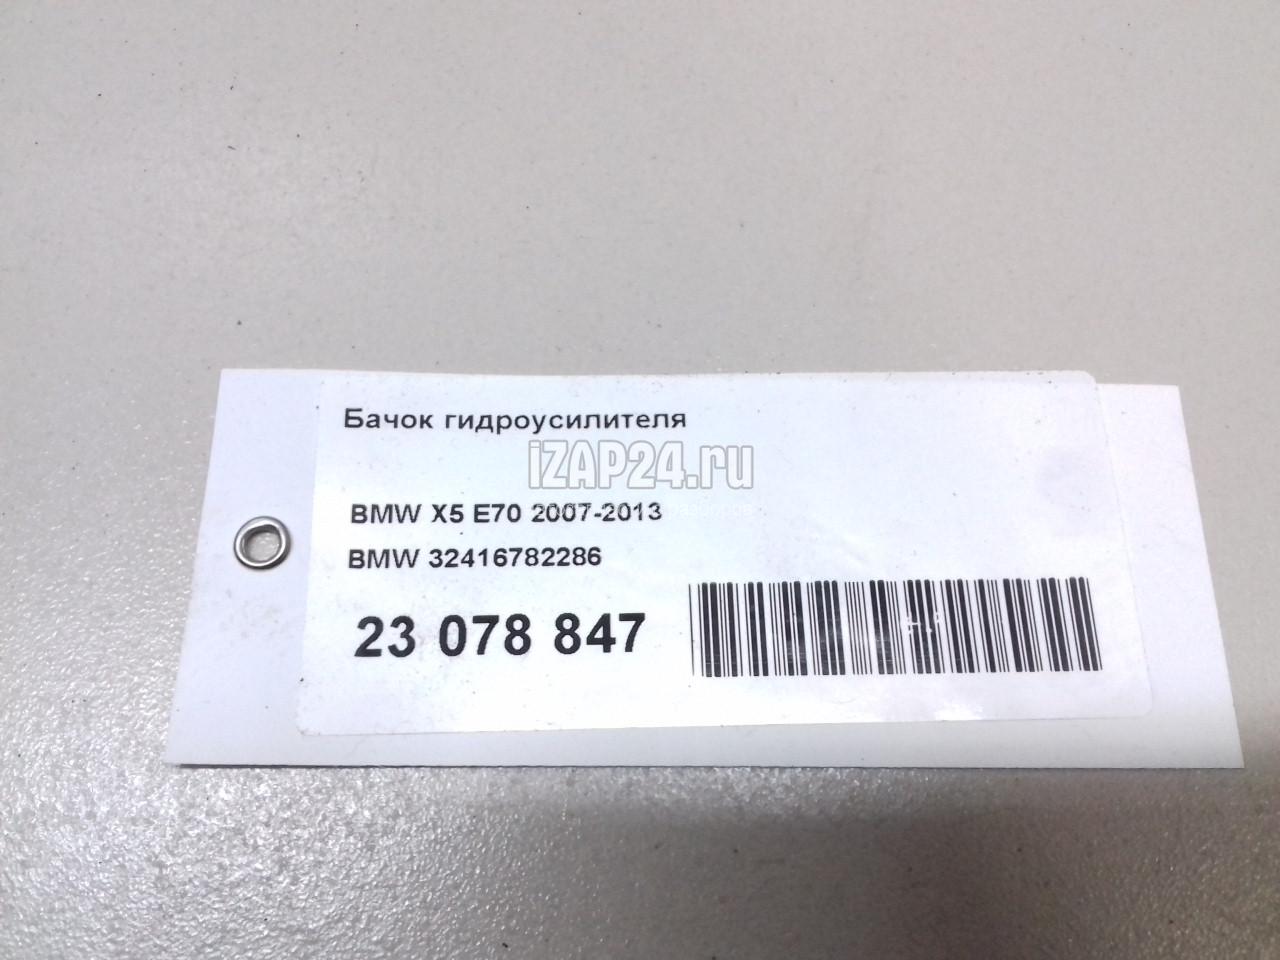 Бачок гидроусилителя
iZAP24.ru
BMW X5 E70 2007-2013
BMW 32416782286
23 078 847